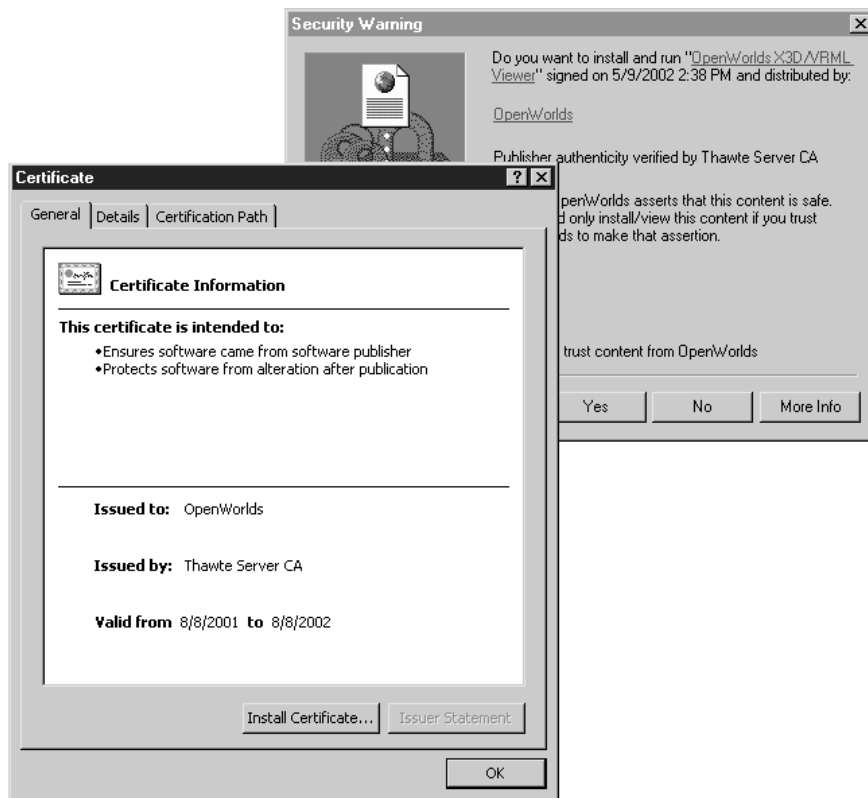 Security Warning
Do you want to install and run "OpenWorlds X3D/VRML
Viewer" signed on 5/9/2002 2:38 PM and distributed by:
OpenWorlds
Publisher authenticity verified by Thawte Server CA
penWorlds asserts that this content is safe.
d only install/view this content if you trust
ds to make that assertion.
trust content from OpenWorlds
Yes
No
More Info
Certificate
General
Details
Certification Path
Certificate Information
This certificate is intended to:
•Ensures software came from software publisher
•Protects software from alteration after publication
Issued to: OpenWorlds
Issued by: Thawte Server CA
Valid from 8/8/2001 to 8/8/2002
Install Certificate...
Issuer Statement
OK